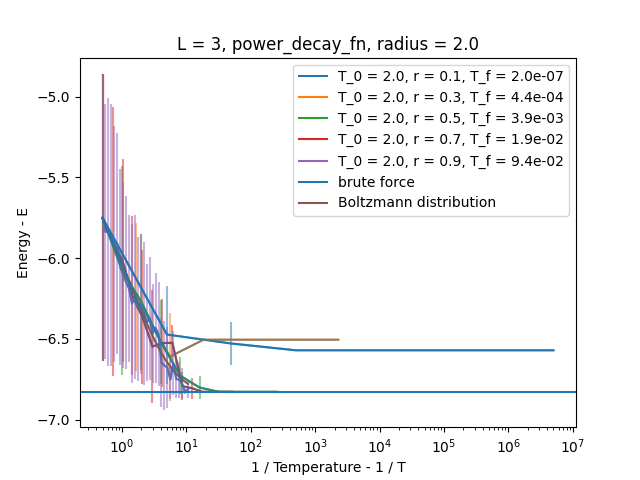 L = 3, power_decay_fn, radius = 2.0
T_0 = 2.0, r = 0.1, T_f = 2.0e-07
T_0 = 2.0, r = 0.3, T_f = 4.4e-04
T_0 = 2.0, r = 0.5, T_f = 3.9e-03
T_0 = 2.0, r = 0.7, T_f = 1.9e-02
T_0 = 2.0, r = 0.9, T_f = 9.4e-02
brute force
Boltzmann distribution
Energy - E
−5.0
−5.5
−6.0
−6.5
−7.0
10⁰ 10¹ 10² 10³ 10⁴ 10⁵ 10⁶ 10⁷
1 / Temperature - 1 / T